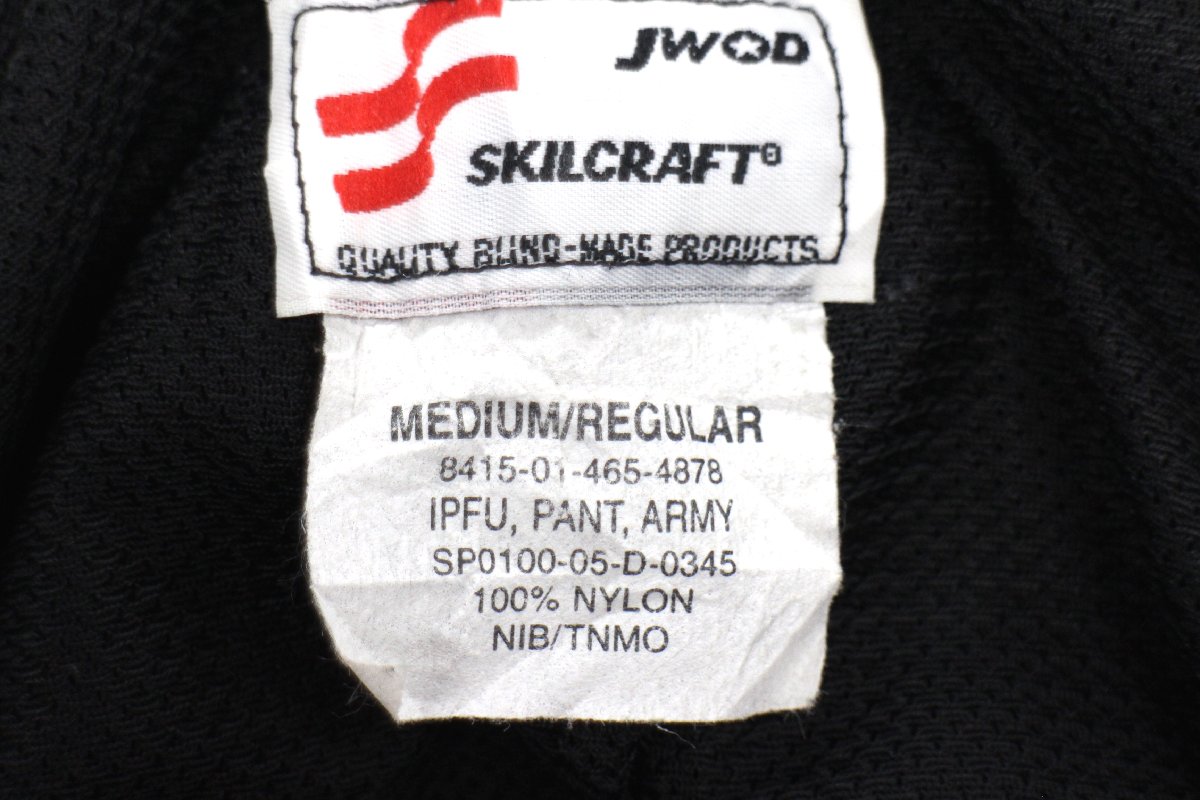 JWOD
SKILCRAFT®
QUALITY BLIND-MADE PRODUCTS
MEDIUM/REGULAR
8415-01-465-4878
IPFU, PANT, ARMY
SP0100-05-D-0345
100% NYLON
NIB/TNMO